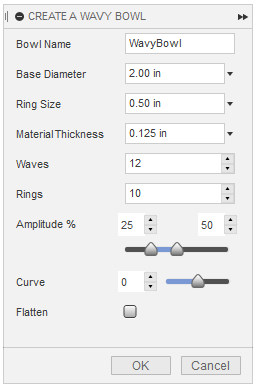 CREATE A WAVY BOWL
Bowl Name WavyBowl
Base Diameter 2.00 in
Ring Size 0.50 in
Material Thickness 0.125 in
Waves 12
Rings 10
Amplitude % 25 50
Curve 0
Flatten
OK Cancel